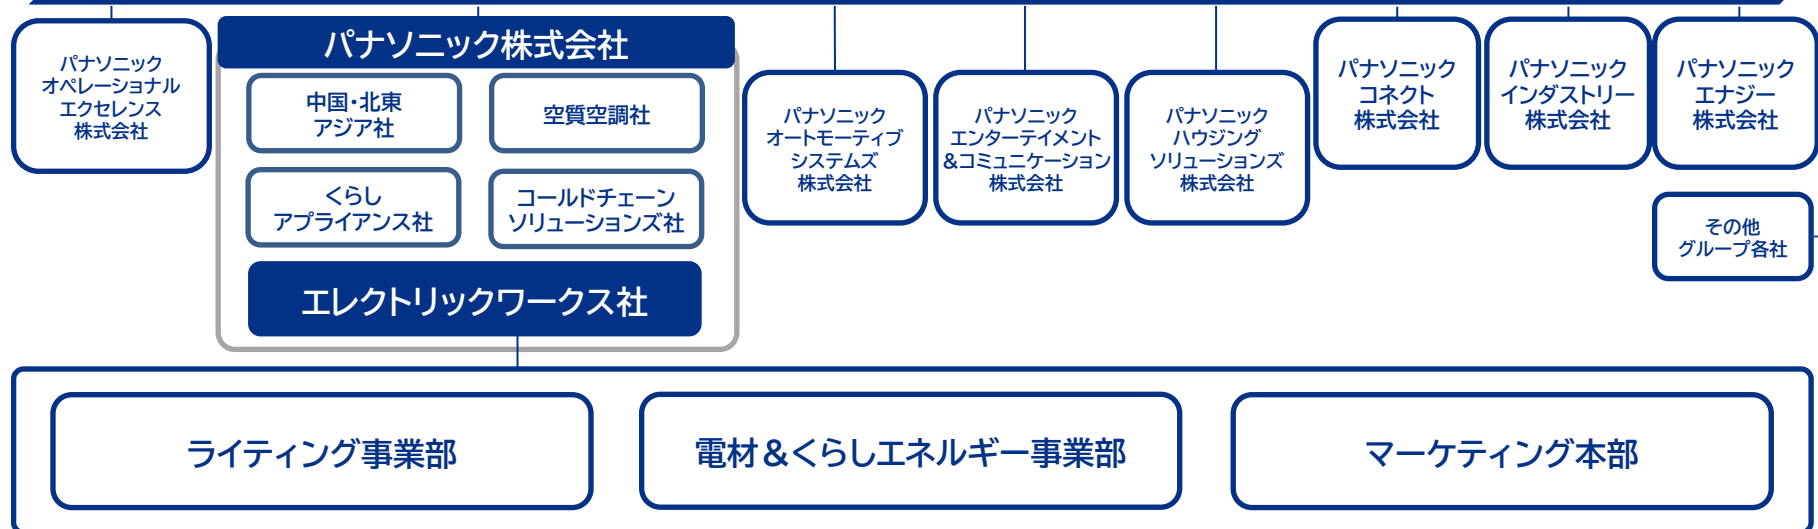 パナソニック
オペレーショナル
エクセレンス
株式会社
パナソニック株式会社
中国・北東
アジア社
空質空調社
くらし
アプライアンス社
コールドチェーン
ソリューションズ社
エレクトリックワークス社
パナソニック
オートモーティブ
システムズ
株式会社
パナソニック
エンターテイメント
&コミュニケーション
株式会社
パナソニック
ハウジング
ソリューションズ
株式会社
パナソニック
コネクト
株式会社
パナソニック
インダストリー
株式会社
パナソニック
エナジー
株式会社
その他
グループ各社
ライティング事業部
電材&くらしエネルギー事業部
マーケティング本部